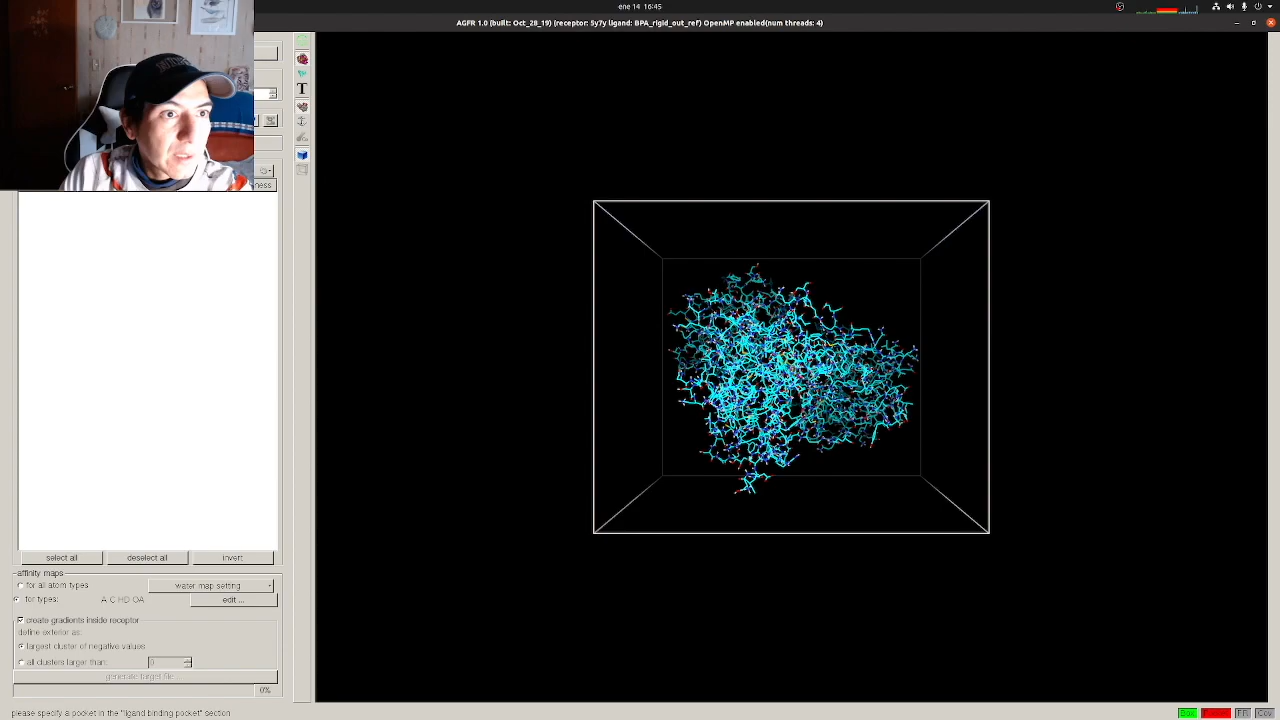 ene 14 16:45
AGFR 1.0 (built: Oct_28_19) (receptor: 5y7y ligand: BPA_rigid_out_ref) OpenMP enabled(num threads: 4)
T
select all deselect all invert
affinity maps
for all atom types water map setting
for types: A C HD OA edit ...
create gradients inside receptor
define exterior as:
largest cluster of negative values
all clusters larger than:
generate target file ...
0%
please specify a pocket in the "ligand binding pocket" section Box FR Cov